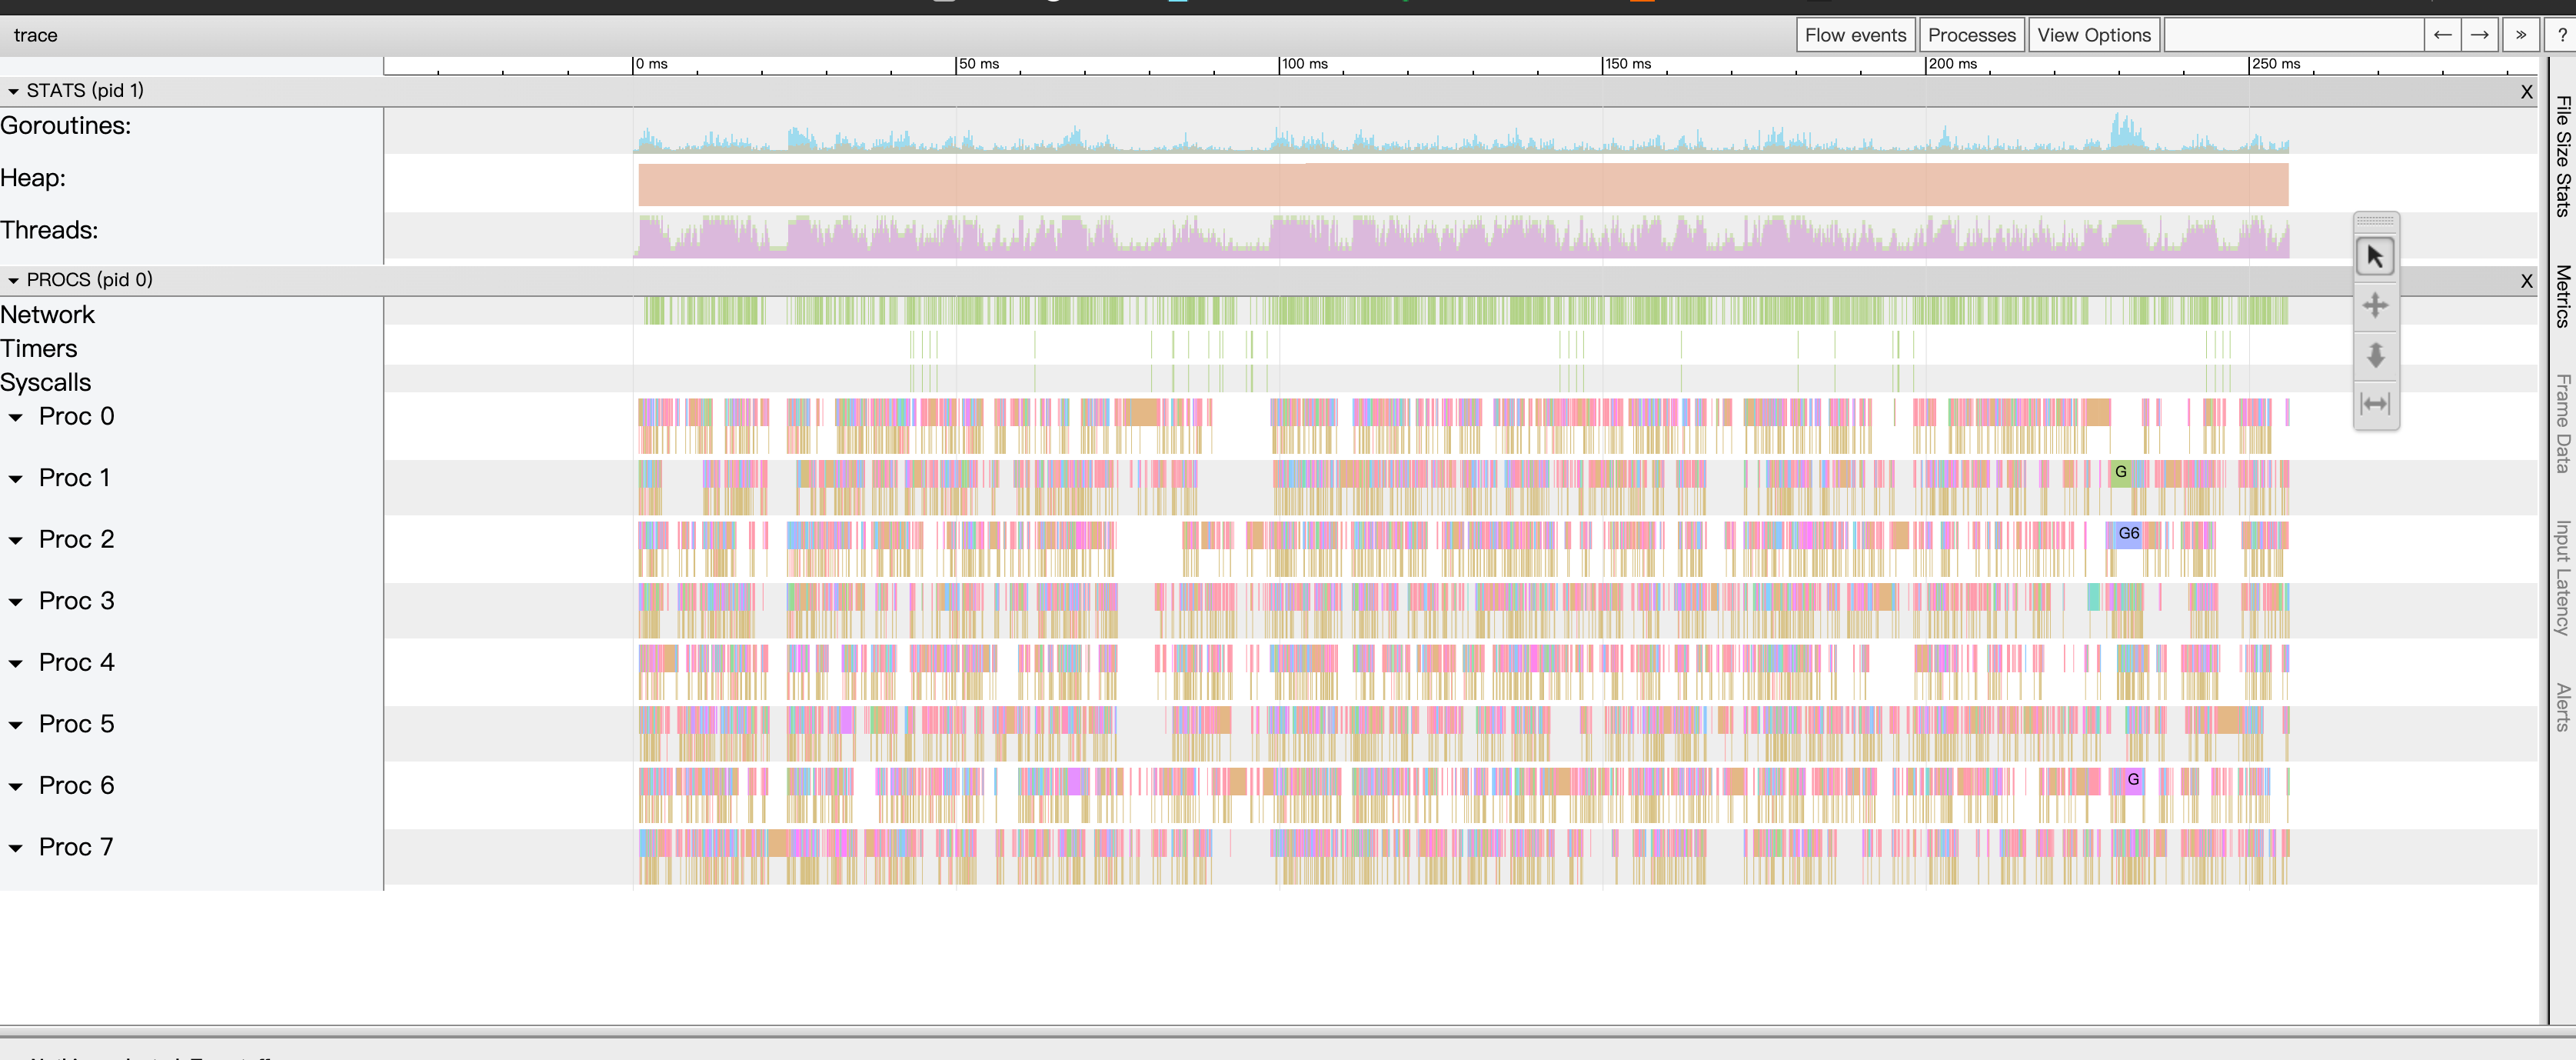 trace
Flow events
Processes
View Options
←
→
»
?
0 ms
50 ms
100 ms
150 ms
200 ms
250 ms
STATS (pid 1)
X
Goroutines:
Heap:
Threads:
PROCS (pid 0)
X
Network
Timers
Syscalls
Proc 0
Proc 1
G
Proc 2
G6
Proc 3
Proc 4
Proc 5
Proc 6
G
Proc 7
File Size Stats
Metrics
Frame Data
Input Latency
Alerts